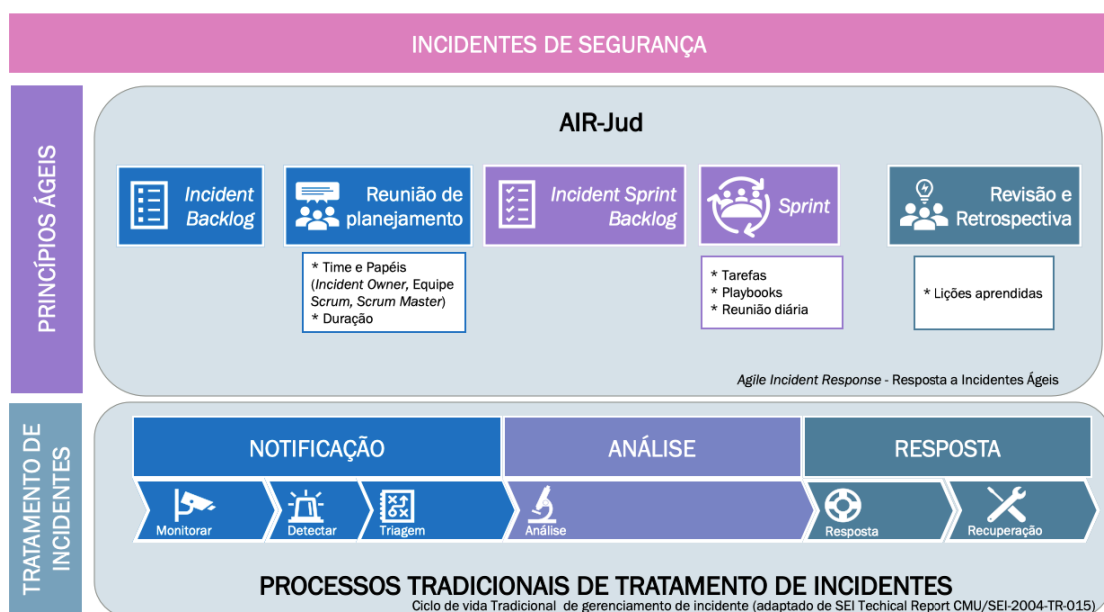 INCIDENTES DE SEGURANÇA
PRINCÍPIOS ÁGEIS
AIR-Jud
Incident
Backlog
Reunião de
planejamento
Incident Sprint
Backlog
Sprint
Revisão e
Retrospectiva
* Time e Papéis
(Incident Owner, Equipe
Scrum, Scrum Master)
* Duração
* Tarefas
* Playbooks
* Reunião diária
* Lições aprendidas
Agile Incident Response - Resposta a Incidentes Ágeis
TRATAMENTO DE
INCIDENTES
NOTIFICAÇÃO
ANÁLISE
RESPOSTA
Monitorar
Detectar
Triagem
Análise
Resposta
Recuperação
PROCESSOS TRADICIONAIS DE TRATAMENTO DE INCIDENTES
Ciclo de vida Tradicional de gerenciamento de incidente (adaptado de SEI Techical Report CMU/SEI-2004-TR-015)